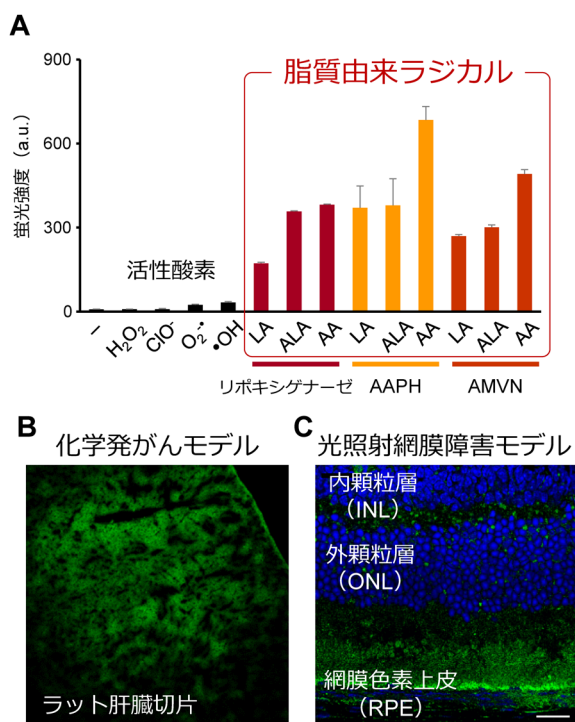 A
900
600
300
0
蛍光強度 (a.u.)
脂質由来ラジカル
活性酸素
–
H₂O₂
ClO⁻
O₂⁻•
•OH
LA
ALA
AA
LA
ALA
AA
LA
ALA
AA
リポキシゲナーゼ
AAPH
AMVN
B 化学発がんモデル
ラット肝臓切片
C 光照射網膜障害モデル
内顆粒層
（INL）
外顆粒層
（ONL）
網膜色素上皮
（RPE）